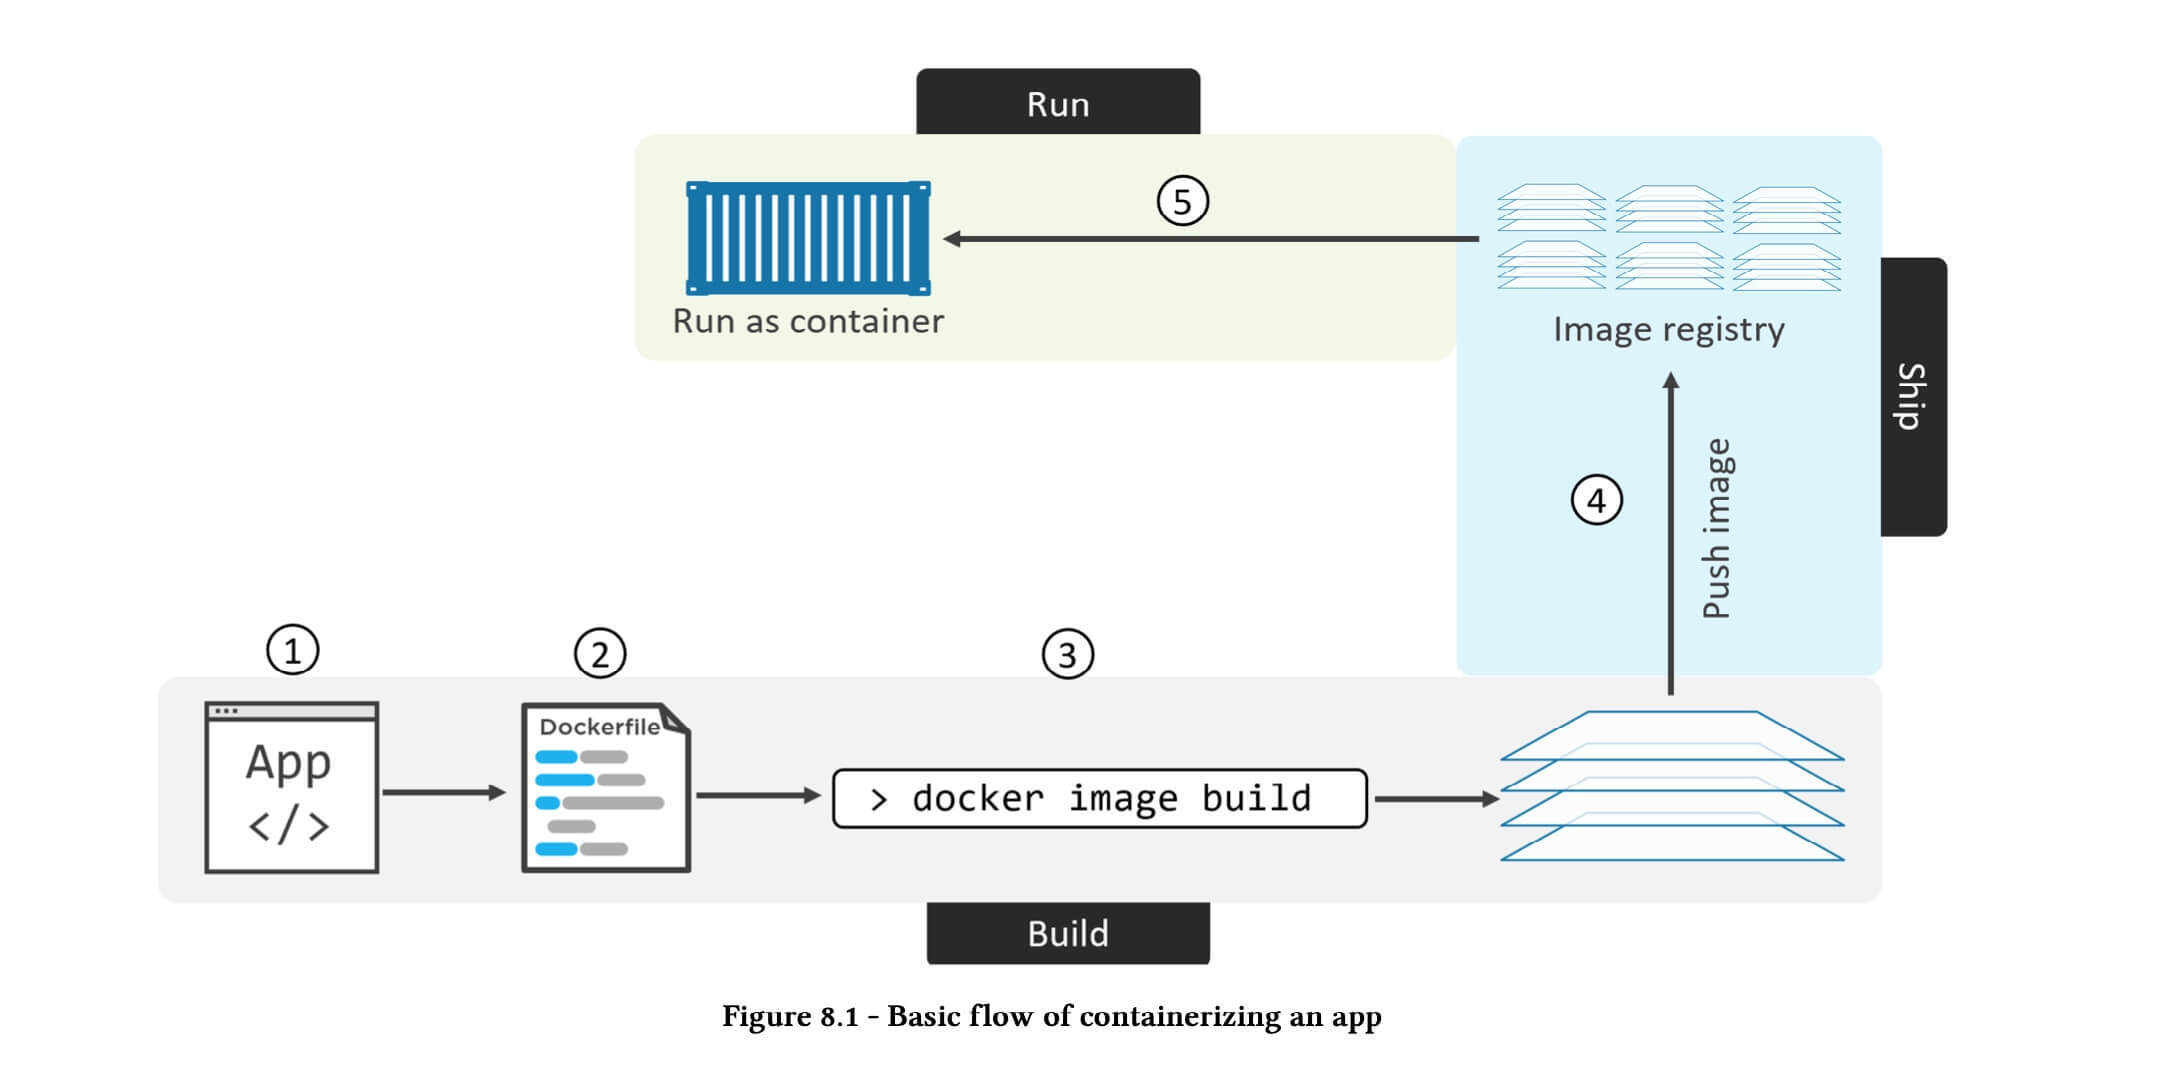 Run
5
Run as container
Image registry
Ship
4
Push image
1
2
3
App
</>
Dockerfile
> docker image build
Build
Figure 8.1 - Basic flow of containerizing an app